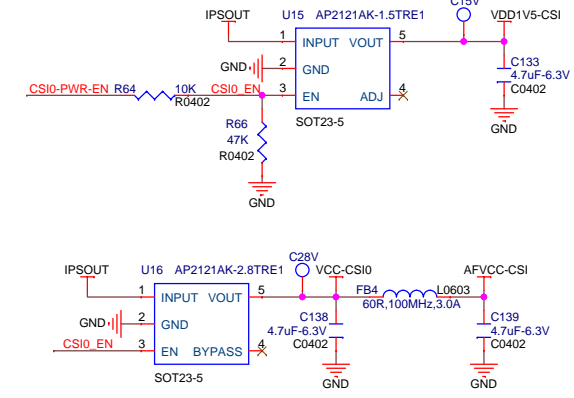 C15V
IPSOUT U15 AP2121AK-1.5TRE1 VDD1V5-CSI
1 INPUT VOUT 5
GND 2 GND
C133
4.7uF-6.3V
C0402
CSI0-PWR-EN R64 10K CSI0_EN 3 EN ADJ 4
R0402
R66
47K
R0402
SOT23-5
GND
GND
C28V
IPSOUT U16 AP2121AK-2.8TRE1 VCC-CSI0 AFVCC-CSI
1 INPUT VOUT 5
FB4 L0603
60R,100MHz,3.0A
GND 2 GND
C138
4.7uF-6.3V
C0402
C139
4.7uF-6.3V
C0402
CSI0_EN 3 EN BYPASS 4
SOT23-5
GND
GND